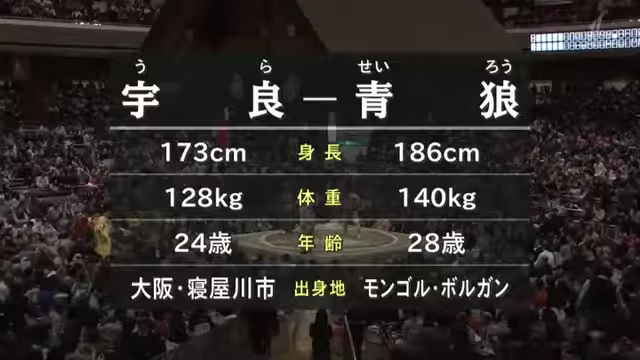 う ら せい ろう
宇良―青狼
173cm 身長 186cm
128kg 体重 140kg
24歳 年齢 28歳
大阪・寝屋川市 出身地 モンゴル・ボルガン